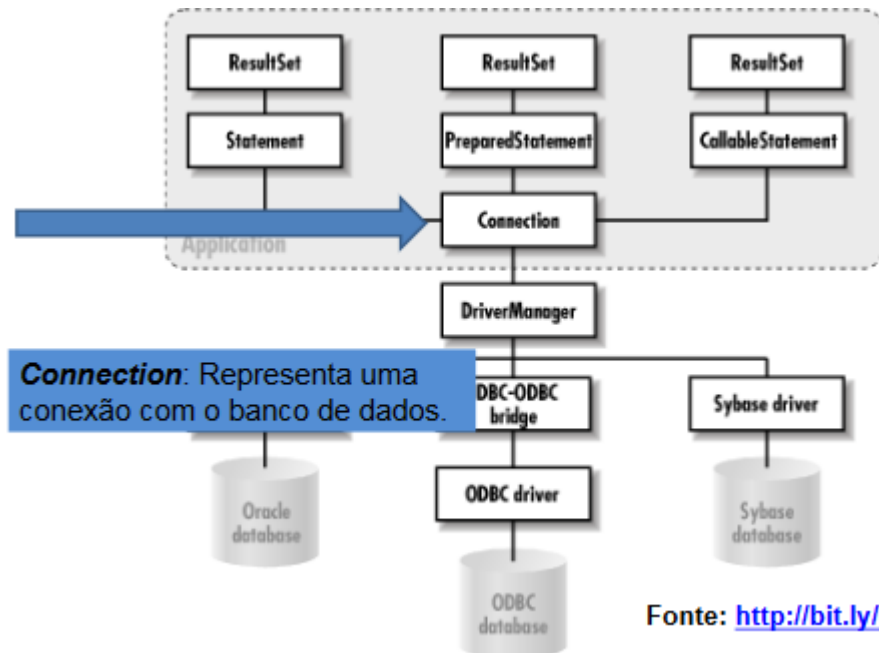 ResultSet
ResultSet
ResultSet
Statement
PreparedStatement
CallableStatement
Connection
Application
DriverManager
Connection: Representa uma
conexão com o banco de dados.
DBC-ODBC
bridge
Sybase driver
Oracle
database
ODBC driver
Sybase
database
ODBC
database
Fonte: http://bit.ly/